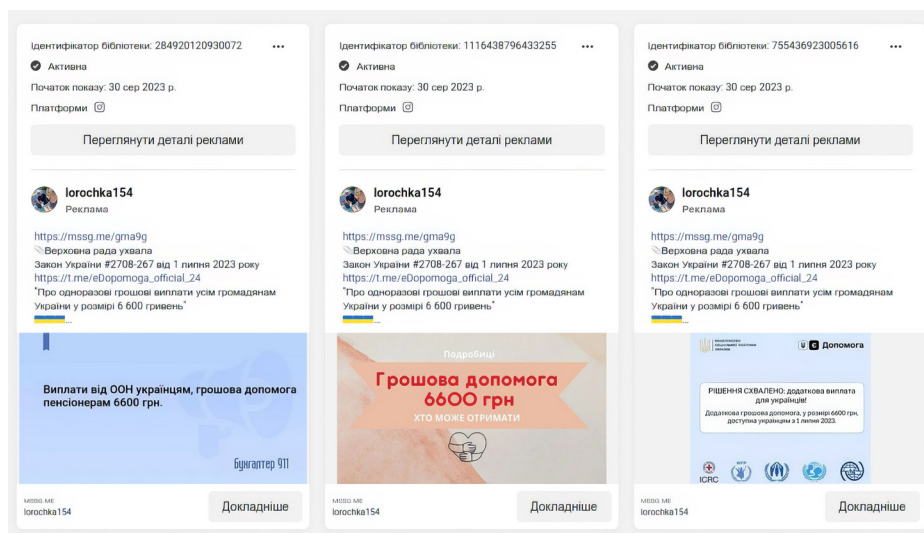 Ідентифікатор бібліотеки: 284920120930072
Активна
Початок показу: 30 сер 2023 р.
Платформи
Переглянути деталі реклами
lorochka154
Реклама
https://mssg.me/gma9g
Верховна рада ухвала
Закон України #2708-267 від 1 липня 2023 року
https://t.me/eDopomoga_official_24
"Про одноразові грошові виплати усім громадянам
України у розмірі 6 600 гривень"
...
Виплати від ООН українцям, грошова допомога
пенсіонерам 6600 грн.
Бухгалтер 911
MSSG.ME
lorochka154
Докладніше
Ідентифікатор бібліотеки: 1116438796433255
Активна
Початок показу: 30 сер 2023 р.
Платформи
Переглянути деталі реклами
lorochka154
Реклама
https://mssg.me/gma9g
Верховна рада ухвала
Закон України #2708-267 від 1 липня 2023 року
https://t.me/eDopomoga_official_24
"Про одноразові грошові виплати усім громадянам
України у розмірі 6 600 гривень"
...
Подробиці
Грошова допомога
6600 грн
ХТО МОЖЕ ОТРИМАТИ
MSSG.ME
lorochka154
Докладніше
Ідентифікатор бібліотеки: 755436923005616
Активна
Початок показу: 30 сер 2023 р.
Платформи
Переглянути деталі реклами
lorochka154
Реклама
https://mssg.me/gma9g
Верховна рада ухвала
Закон України #2708-267 від 1 липня 2023 року
https://t.me/eDopomoga_official_24
"Про одноразові грошові виплати усім громадянам
України у розмірі 6 600 гривень"
...
МІНІСТЕРСТВО
СОЦІАЛЬНОЇ ПОЛІТИКИ
УКРАЇНИ
є Допомога
РІШЕННЯ СХВАЛЕНО: додаткова виплата
для українців!
Додаткова грошова допомога, у розмірі 6600 грн,
доступна українцям з 1 липня 2023.
ICRC
WFP
MSSG.ME
lorochka154
Докладніше